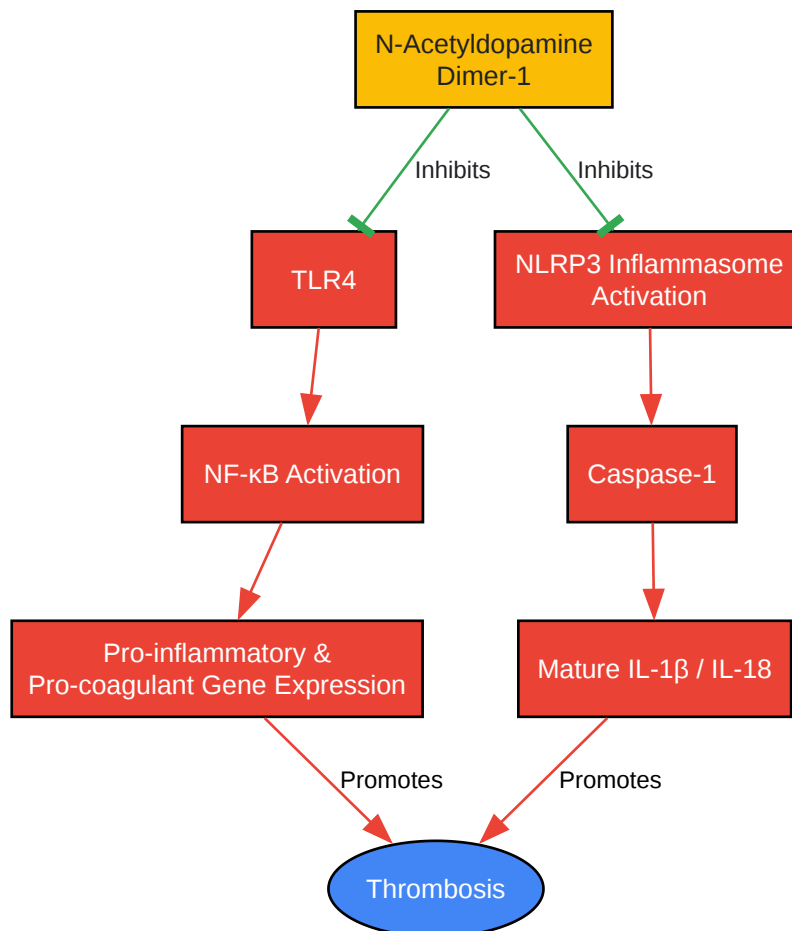 N-Acetyldopamine
Dimer-1
Inhibits
Inhibits
TLR4
NLRP3 Inflammasome
Activation
NF-κB Activation
Caspase-1
Pro-inflammatory &
Pro-coagulant Gene Expression
Mature IL-1β / IL-18
Promotes
Promotes
Thrombosis